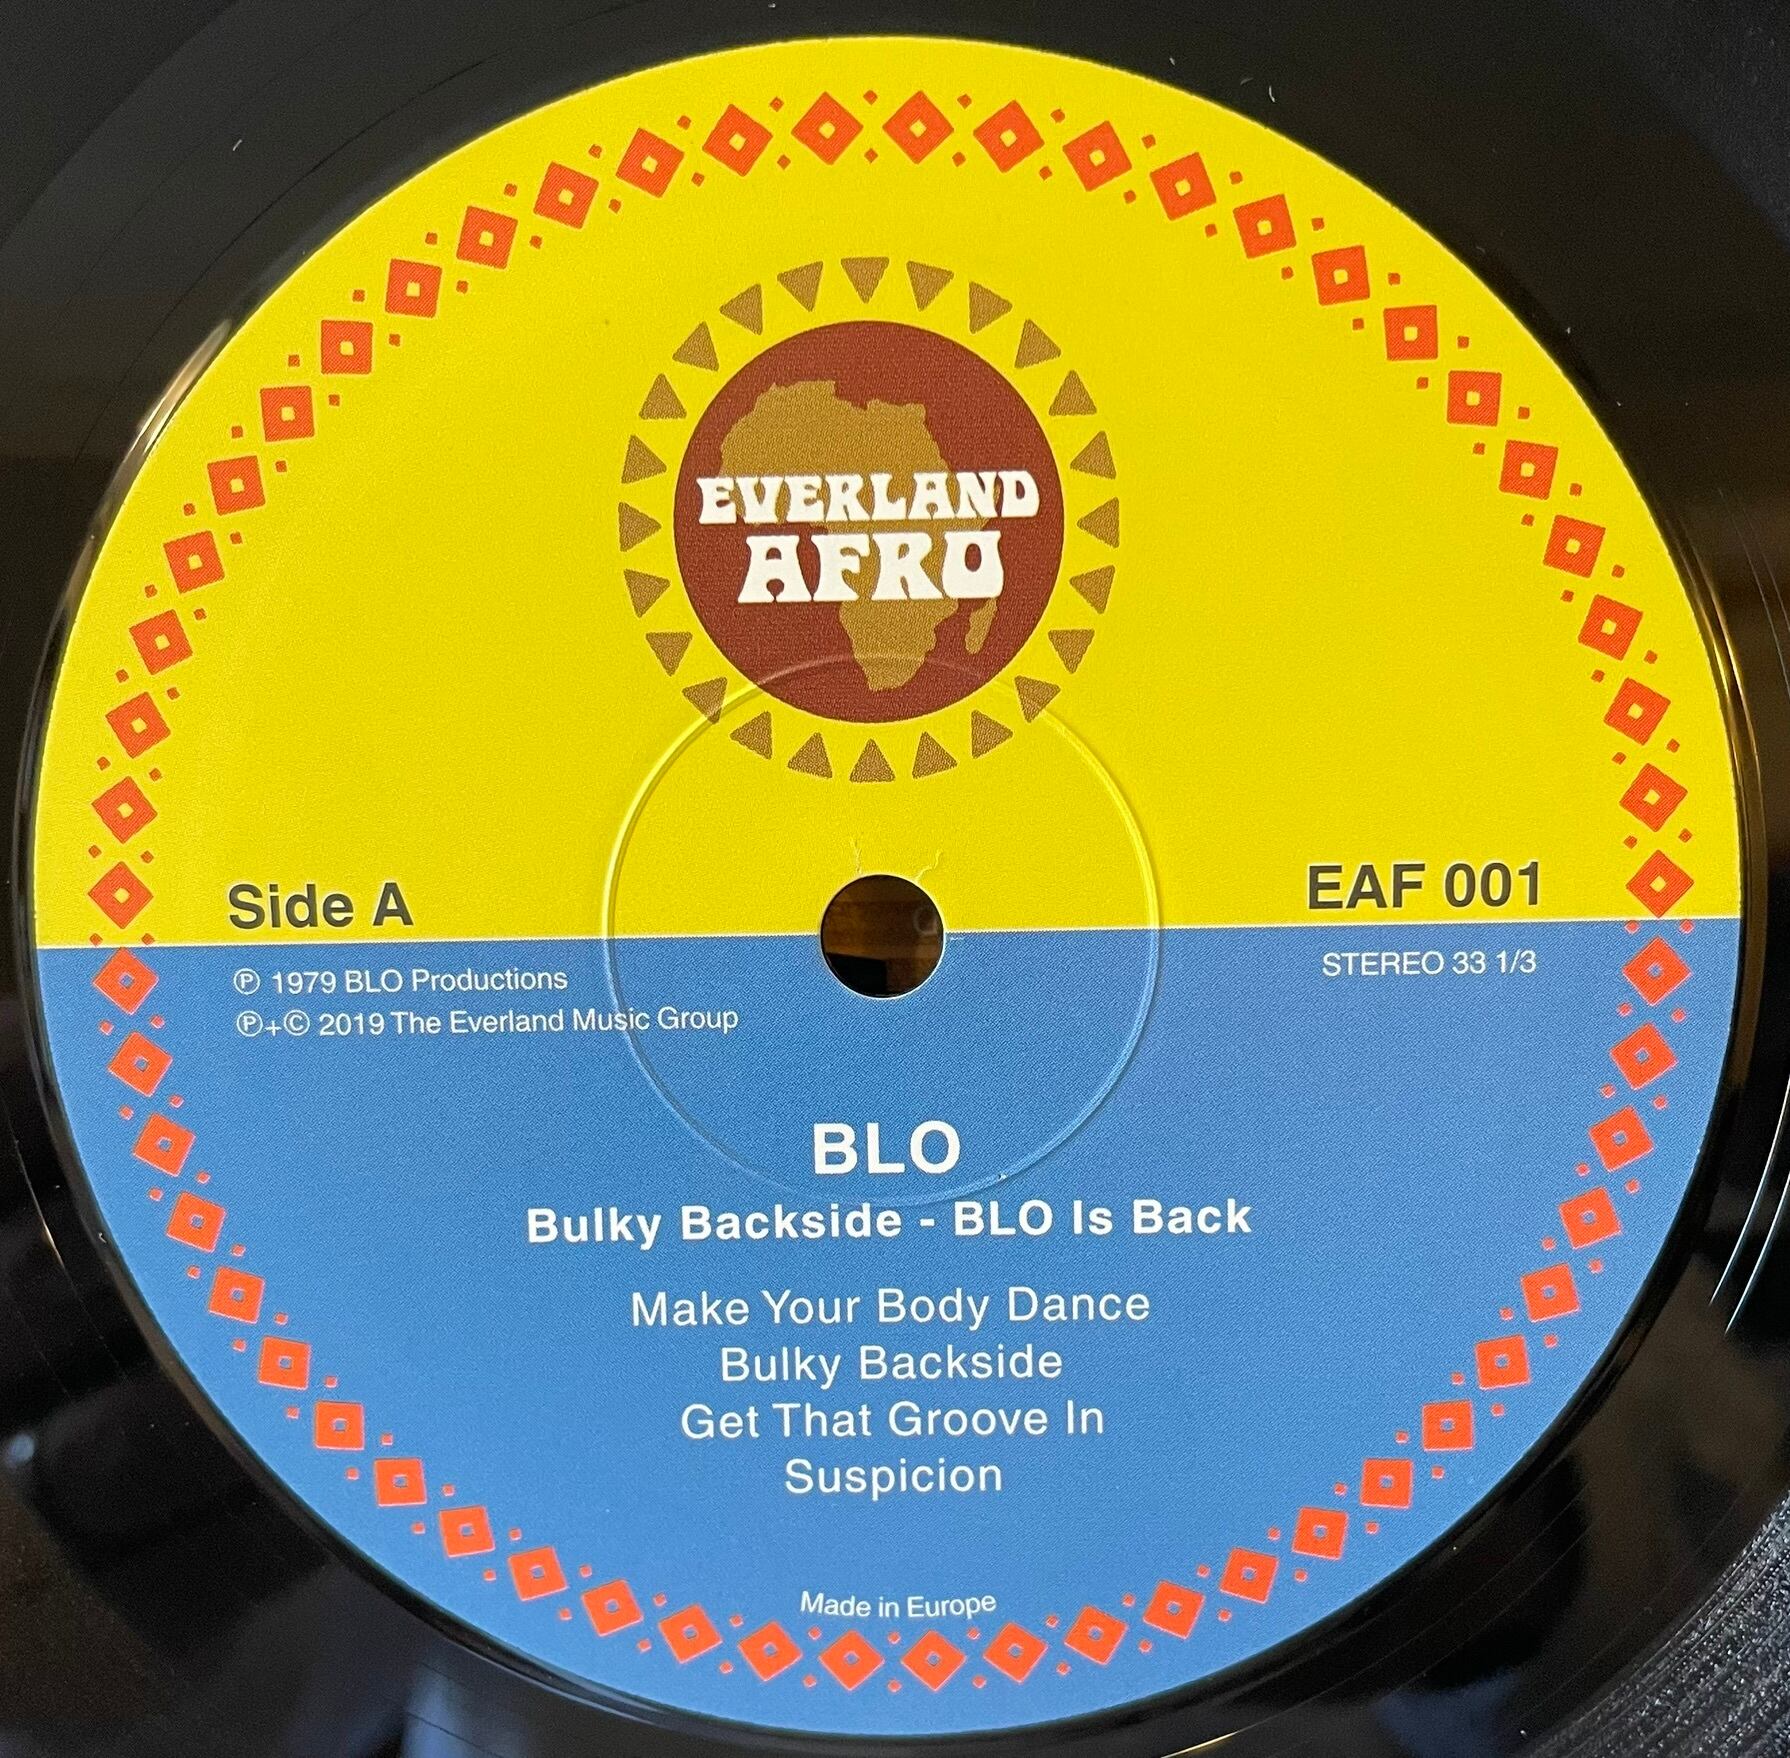 EVERLAND
AFRO
Side A
EAF 001
℗ 1979 BLO Productions
℗+© 2019 The Everland Music Group
STEREO 33 1/3
BLO
Bulky Backside - BLO Is Back
Make Your Body Dance
Bulky Backside
Get That Groove In
Suspicion
Made in Europe